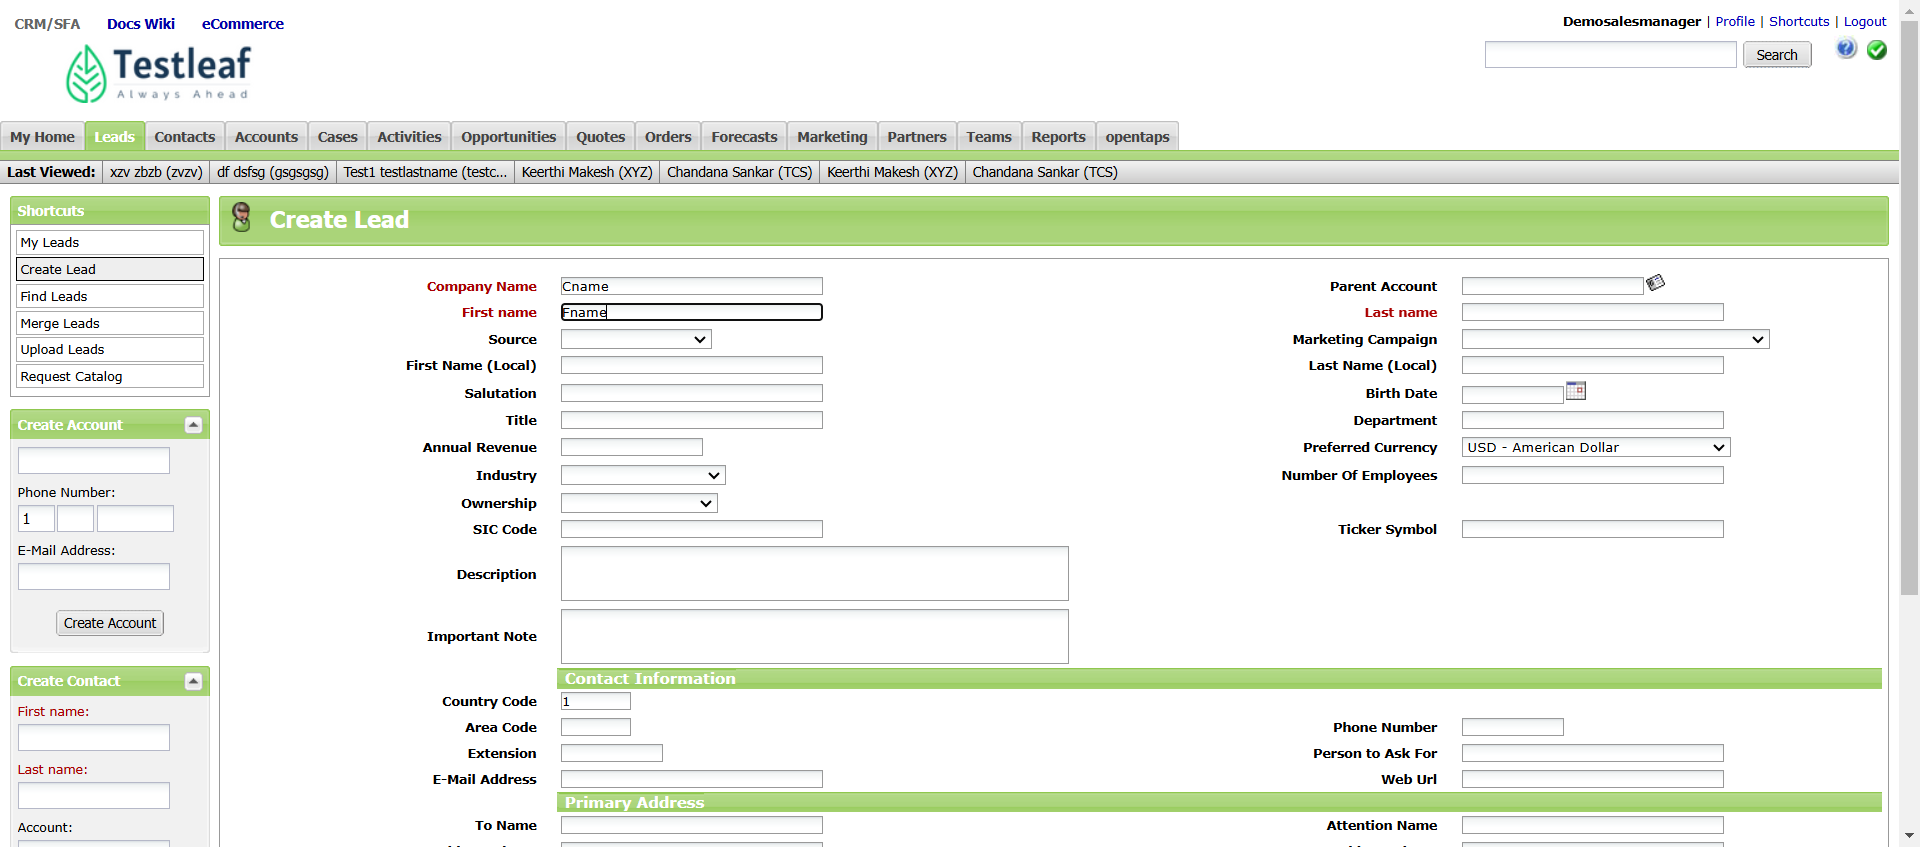 CRM/SFA Docs Wiki eCommerce
Demosalesmanager | Profile | Shortcuts | Logout
Testleaf
Always Ahead
Search
My Home Leads Contacts Accounts Cases Activities Opportunities Quotes Orders Forecasts Marketing Partners Teams Reports opentaps
Last Viewed: xzv zbzb (zvzv) df dsfsg (gsgsgsg) Test1 testlastname (testc... Keerthi Makesh (XYZ) Chandana Sankar (TCS) Keerthi Makesh (XYZ) Chandana Sankar (TCS)
Shortcuts
My Leads
Create Lead
Find Leads
Merge Leads
Upload Leads
Request Catalog
Create Account
Phone Number:
1
E-Mail Address:
Create Account
Create Contact
First name:
Last name:
Account:
Create Lead
Company Name Cname Parent Account
First name Fname Last name
Source Marketing Campaign
First Name (Local) Last Name (Local)
Salutation Birth Date
Title Department
Annual Revenue Preferred Currency USD - American Dollar
Industry Number Of Employees
Ownership
SIC Code Ticker Symbol
Description
Important Note
Contact Information
Country Code 1
Area Code Phone Number
Extension Person to Ask For
E-Mail Address Web Url
Primary Address
To Name Attention Name